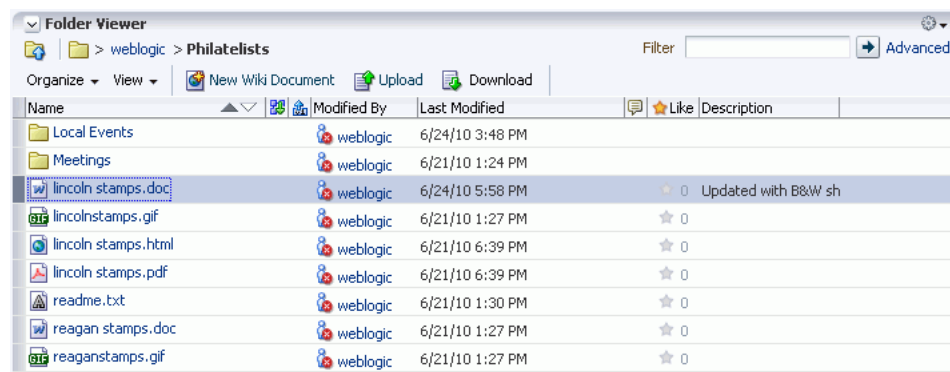 Folder Viewer
> weblogic > Philatelists Filter Advanced
Organize View New Wiki Document Upload Download
Name Modified By Last Modified Like Description
Local Events weblogic 6/24/10 3:48 PM
Meetings weblogic 6/21/10 1:24 PM
lincoln stamps.doc weblogic 6/24/10 5:58 PM 0 Updated with B&W sh
GIF lincolnstamps.gif weblogic 6/21/10 1:27 PM 0
lincoln stamps.html weblogic 6/21/10 6:39 PM 0
lincoln stamps.pdf weblogic 6/21/10 6:39 PM 0
readme.txt weblogic 6/21/10 1:30 PM 0
reagan stamps.doc weblogic 6/21/10 1:27 PM 0
GIF reaganstamps.gif weblogic 6/21/10 1:27 PM 0